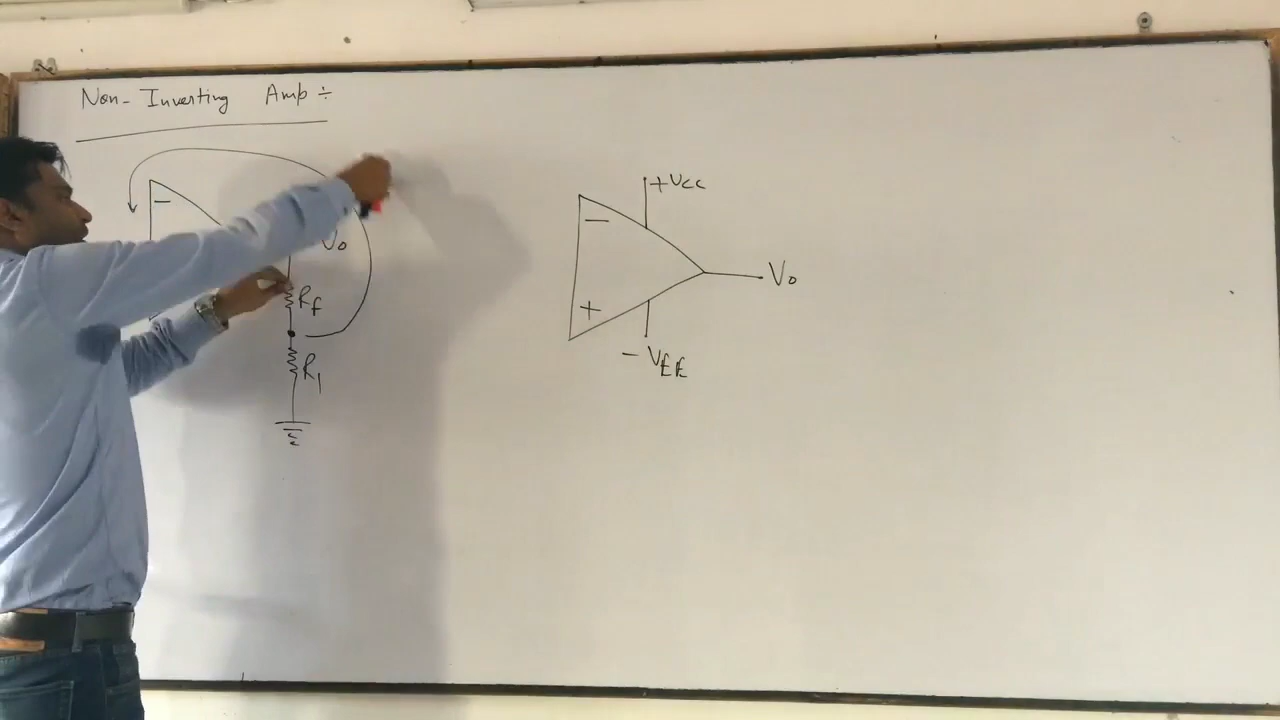 Non-Inverting Amp ÷
−
Vo
Rf
R1
+Vcc
−
Vo
+
− VEE